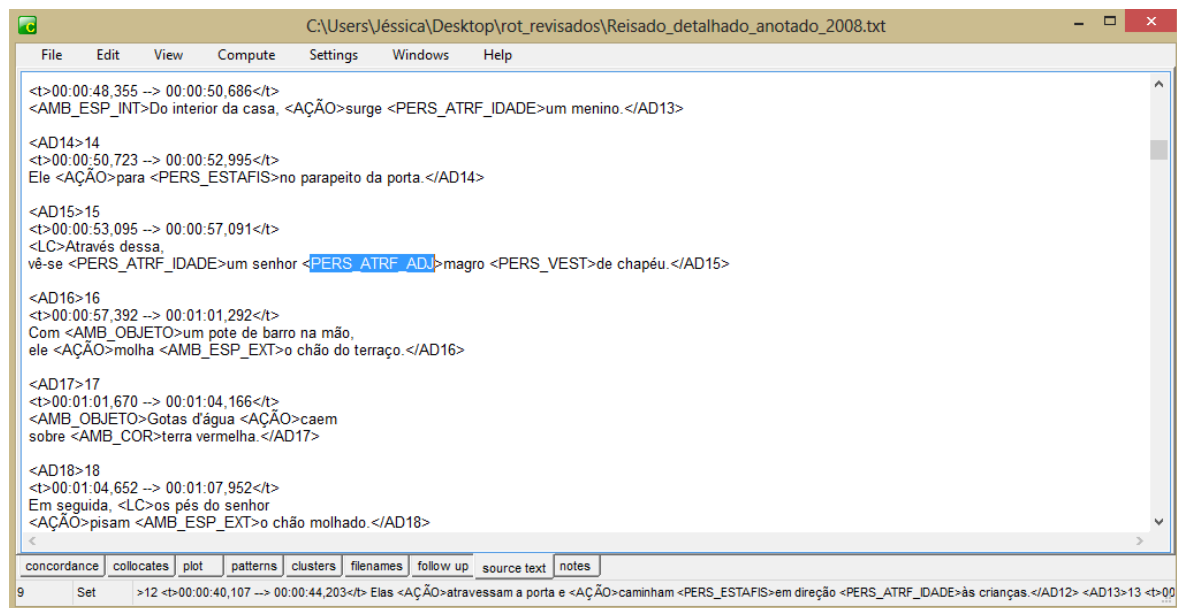 C:\Users\Jéssica\Desktop\rot_revisados\Reisado_detalhado_anotado_2008.txt
File Edit View Compute Settings Windows Help
<t>00:00:48,355 --> 00:00:50,686</t>
<AMB_ESP_INT>Do interior da casa, <AÇÃO>surge <PERS_ATRF_IDADE>um menino.</AD13>
<AD14>14
<t>00:00:50,723 --> 00:00:52,995</t>
Ele <AÇÃO>para <PERS_ESTAFIS>no parapeito da porta.</AD14>
<AD15>15
<t>00:00:53,095 --> 00:00:57,091</t>
<LC>Através dessa,
vê-se <PERS_ATRF_IDADE>um senhor <PERS_ATRF_ADJ>magro <PERS_VEST>de chapéu.</AD15>
<AD16>16
<t>00:00:57,392 --> 00:01:01,292</t>
Com <AMB_OBJETO>um pote de barro na mão,
ele <AÇÃO>molha <AMB_ESP_EXT>o chão do terraço.</AD16>
<AD17>17
<t>00:01:01,670 --> 00:01:04,166</t>
<AMB_OBJETO>Gotas d'água <AÇÃO>caem
sobre <AMB_COR>terra vermelha.</AD17>
<AD18>18
<t>00:01:04,652 --> 00:01:07,952</t>
Em seguida, <LC>os pés do senhor
<AÇÃO>pisam <AMB_ESP_EXT>o chão molhado.</AD18>
concordance collocates plot patterns clusters filenames follow up source text notes
9 Set >12 <t>00:00:40,107 --> 00:00:44,203</t> Elas <AÇÃO>atravessam a porta e <AÇÃO>caminham <PERS_ESTAFIS>em direção <PERS_ATRF_IDADE>às crianças.</AD12> <AD13>13 <t>00